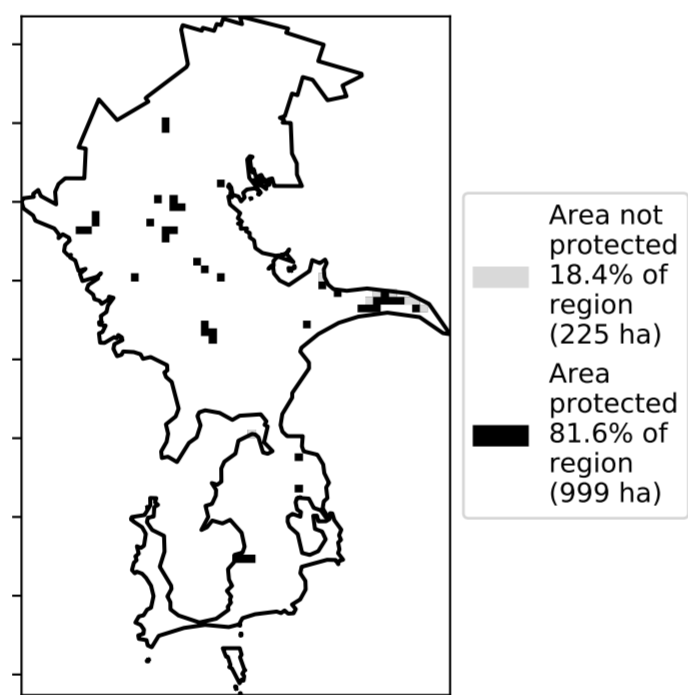 Area not
protected
18.4% of
region
(225 ha)
Area
protected
81.6% of
region
(999 ha)